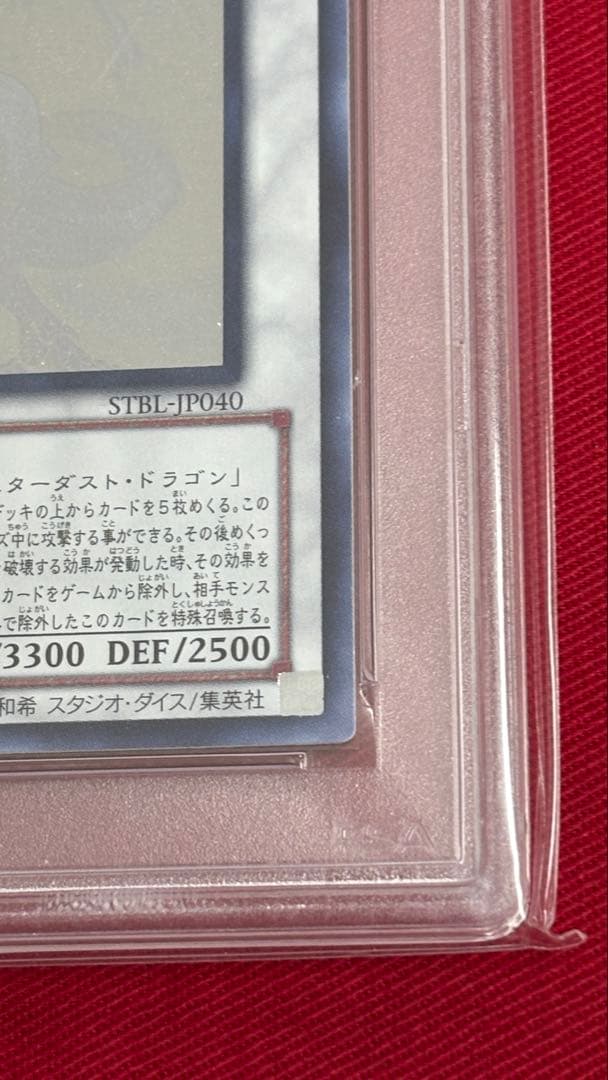 STBL-JP040
ターダスト・ドラゴン」
デッキの上からカードを5枚めくる。この
ズ中に攻撃する事ができる。その後めくっ
破壊する効果が発動した時、その効果を
カードをゲームから除外し、相手モンス
で除外したこのカードを特殊召喚する。
/3300 DEF/2500
和希 スタジオ・ダイス/集英社
PSA